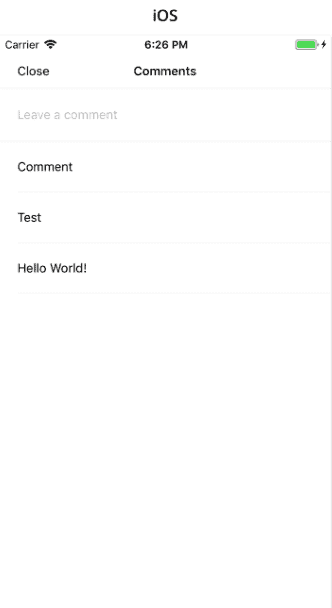 iOS
Carrier 6:26 PM
Close Comments
Leave a comment
Comment
Test
Hello World!